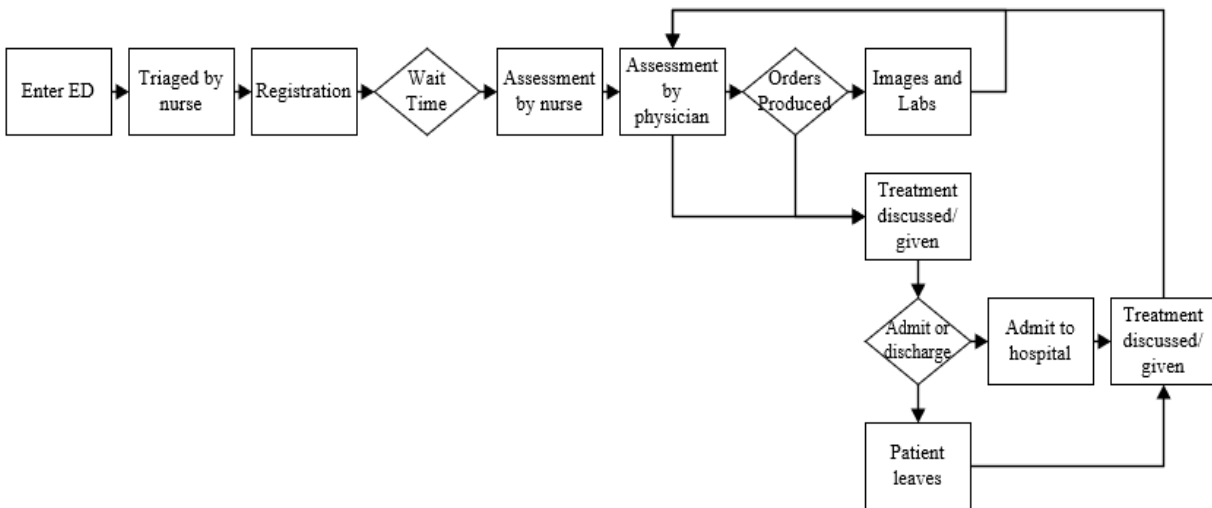 Enter ED
Triaged by
nurse
Registration
Wait
Time
Assessment
by nurse
Assessment
by
physician
Orders
Produced
Images and
Labs
Treatment
discussed/
given
Admit or
discharge
Admit to
hospital
Treatment
discussed/
given
Patient
leaves